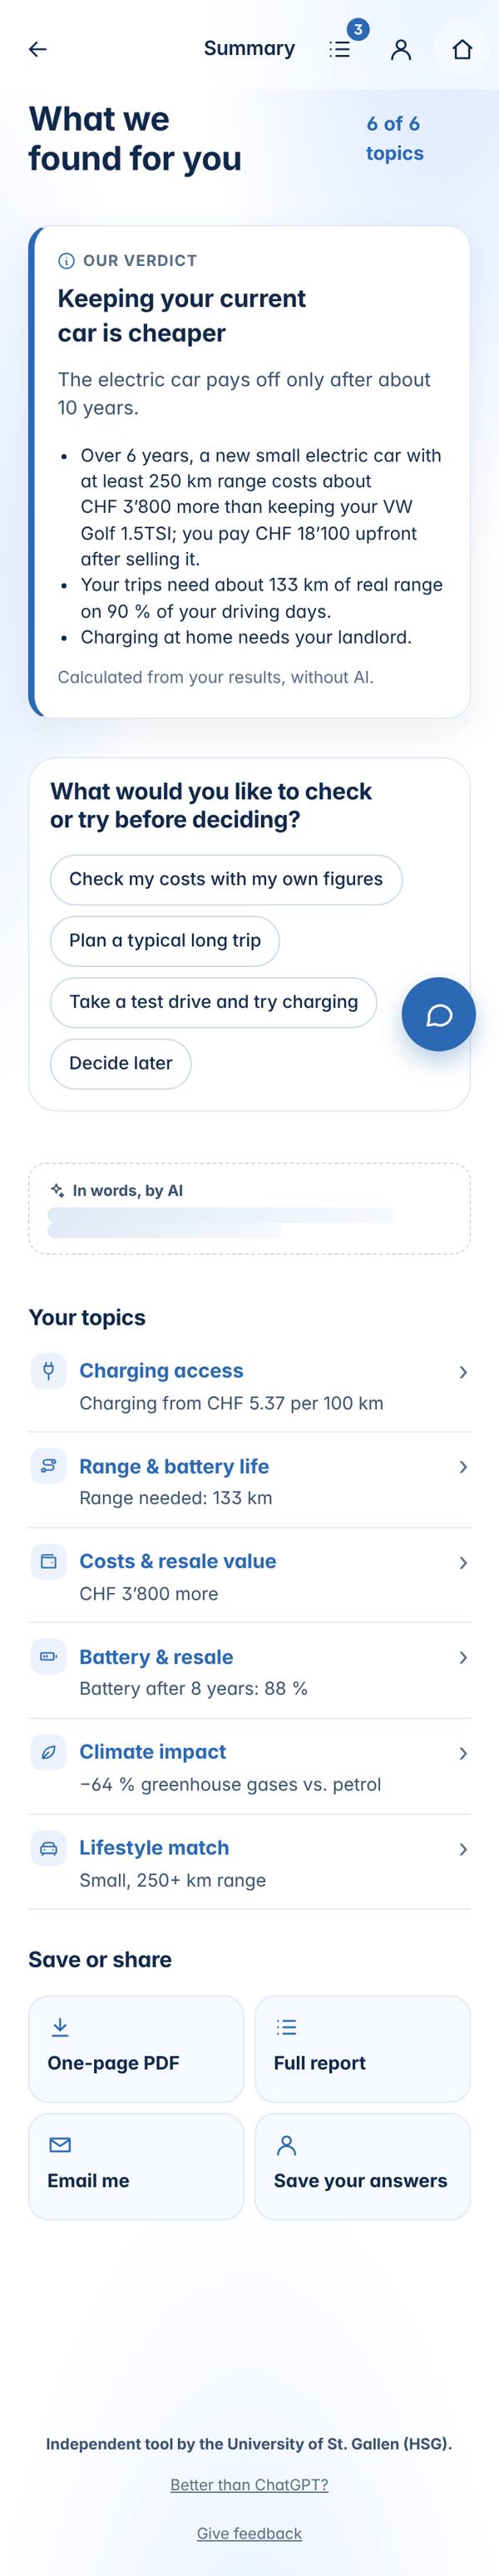 Summary
3
What we
found for you
6 of 6
topics
OUR VERDICT
Keeping your current
car is cheaper
The electric car pays off only after about
10 years.
• Over 6 years, a new small electric car with
at least 250 km range costs about
CHF 3’800 more than keeping your VW
Golf 1.5TSI; you pay CHF 18’100 upfront
after selling it.
• Your trips need about 133 km of real range
on 90 % of your driving days.
• Charging at home needs your landlord.
Calculated from your results, without AI.
What would you like to check
or try before deciding?
Check my costs with my own figures
Plan a typical long trip
Take a test drive and try charging
Decide later
In words, by AI
Your topics
Charging access
Charging from CHF 5.37 per 100 km
Range & battery life
Range needed: 133 km
Costs & resale value
CHF 3’800 more
Battery & resale
Battery after 8 years: 88 %
Climate impact
−64 % greenhouse gases vs. petrol
Lifestyle match
Small, 250+ km range
Save or share
One-page PDF
Full report
Email me
Save your answers
Independent tool by the University of St. Gallen (HSG).
Better than ChatGPT?
Give feedback